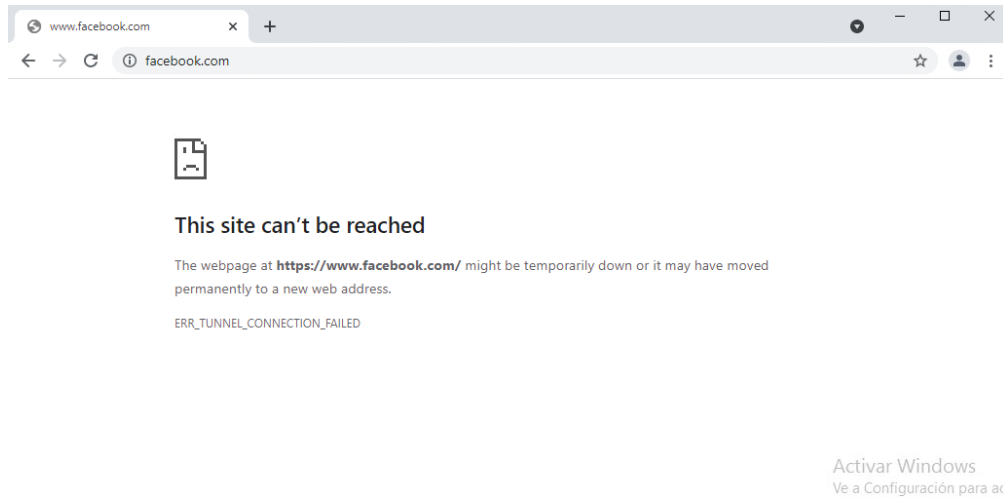 www.facebook.com
facebook.com
This site can’t be reached
The webpage at https://www.facebook.com/ might be temporarily down or it may have moved
permanently to a new web address.
ERR_TUNNEL_CONNECTION_FAILED
Activar Windows
Ve a Configuración para